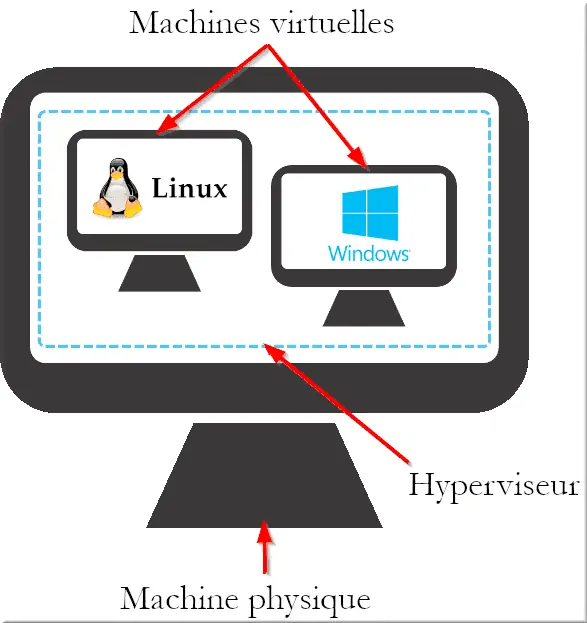 Machines virtuelles
Linux
Windows
Hyperviseur
Machine physique